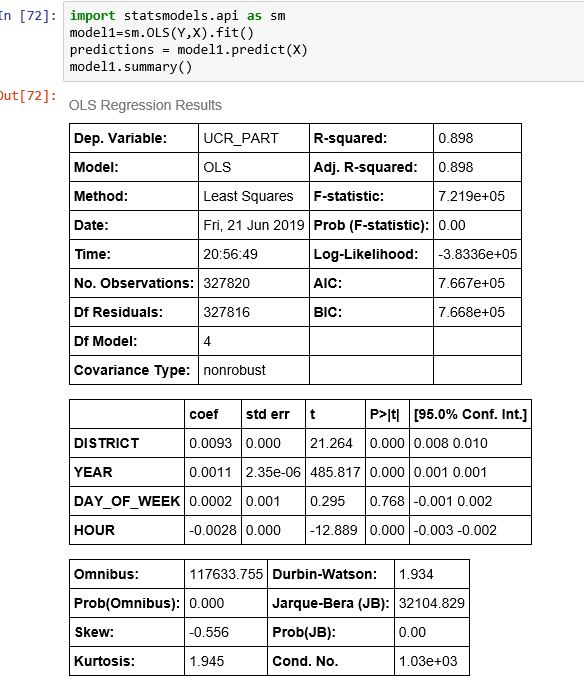 In [72]: import statsmodels.api as sm
model1=sm.OLS(Y,X).fit()
predictions = model1.predict(X)
model1.summary()
Out[72]: OLS Regression Results
Dep. Variable: UCR_PART R-squared: 0.898
Model: OLS Adj. R-squared: 0.898
Method: Least Squares F-statistic: 7.219e+05
Date: Fri, 21 Jun 2019 Prob (F-statistic): 0.00
Time: 20:56:49 Log-Likelihood: -3.8336e+05
No. Observations: 327820 AIC: 7.667e+05
Df Residuals: 327816 BIC: 7.668e+05
Df Model: 4
Covariance Type: nonrobust
coef std err t P>|t| [95.0% Conf. Int.]
DISTRICT 0.0093 0.000 21.264 0.000 0.008 0.010
YEAR 0.0011 2.35e-06 485.817 0.000 0.001 0.001
DAY_OF_WEEK 0.0002 0.001 0.295 0.768 -0.001 0.002
HOUR -0.0028 0.000 -12.889 0.000 -0.003 -0.002
Omnibus: 117633.755 Durbin-Watson: 1.934
Prob(Omnibus): 0.000 Jarque-Bera (JB): 32104.829
Skew: -0.556 Prob(JB): 0.00
Kurtosis: 1.945 Cond. No. 1.03e+03